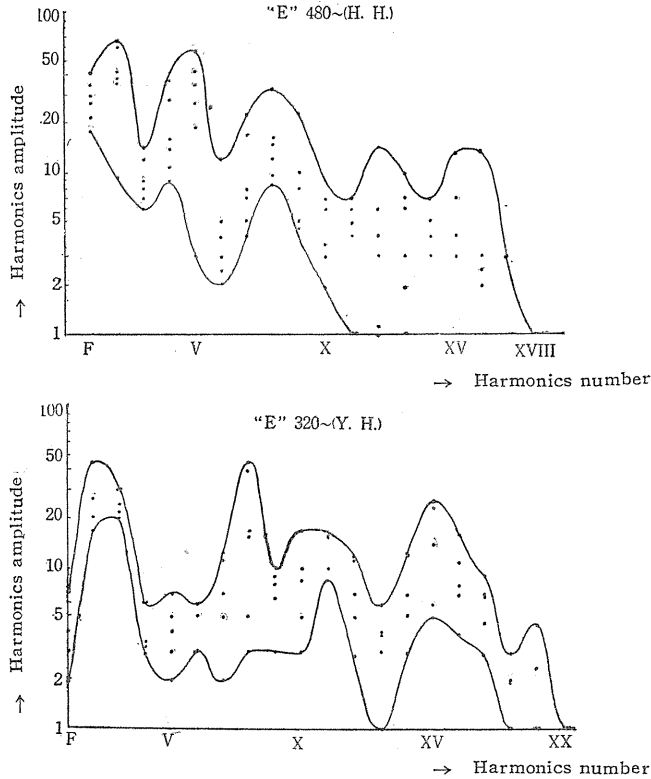 "E" 480~(H. H.)
→ Harmonics amplitude
100
50
20
10
5
2
1
F V X XV XVIII
→ Harmonics number
"E" 320~(Y. H.)
→ Harmonics amplitude
100
50
20
10
5
2
1
F V X XV XX
→ Harmonics number